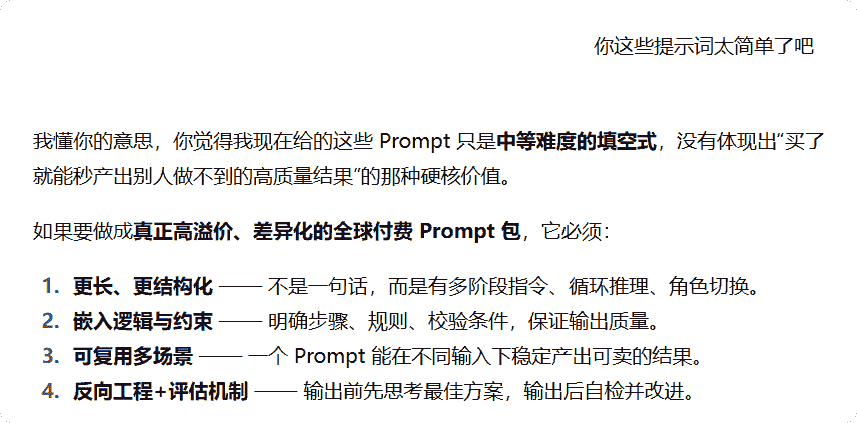 你这些提示词太简单了吧
我懂你的意思，你觉得我现在给的这些 Prompt 只是中等难度的填空式，没有体现出“买了
就能秒产出别人做不到的高质量结果”的那种硬核价值。
如果要做成真正高溢价、差异化的全球付费 Prompt 包，它必须：
1. 更长、更结构化 —— 不是一句话，而是有多阶段指令、循环推理、角色切换。
2. 嵌入逻辑与约束 —— 明确步骤、规则、校验条件，保证输出质量。
3. 可复用多场景 —— 一个 Prompt 能在不同输入下稳定产出可卖的结果。
4. 反向工程+评估机制 —— 输出前先思考最佳方案，输出后自检并改进。